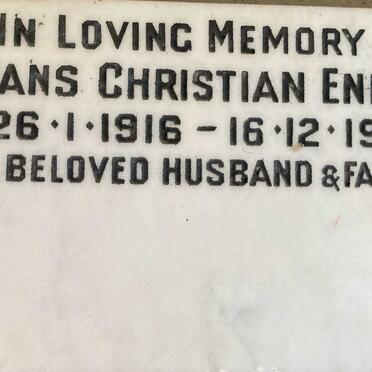 IN LOVING MEMORY
ANS CHRISTIAN EN
26·1·1916 – 16·12·19
BELOVED HUSBAND & FA